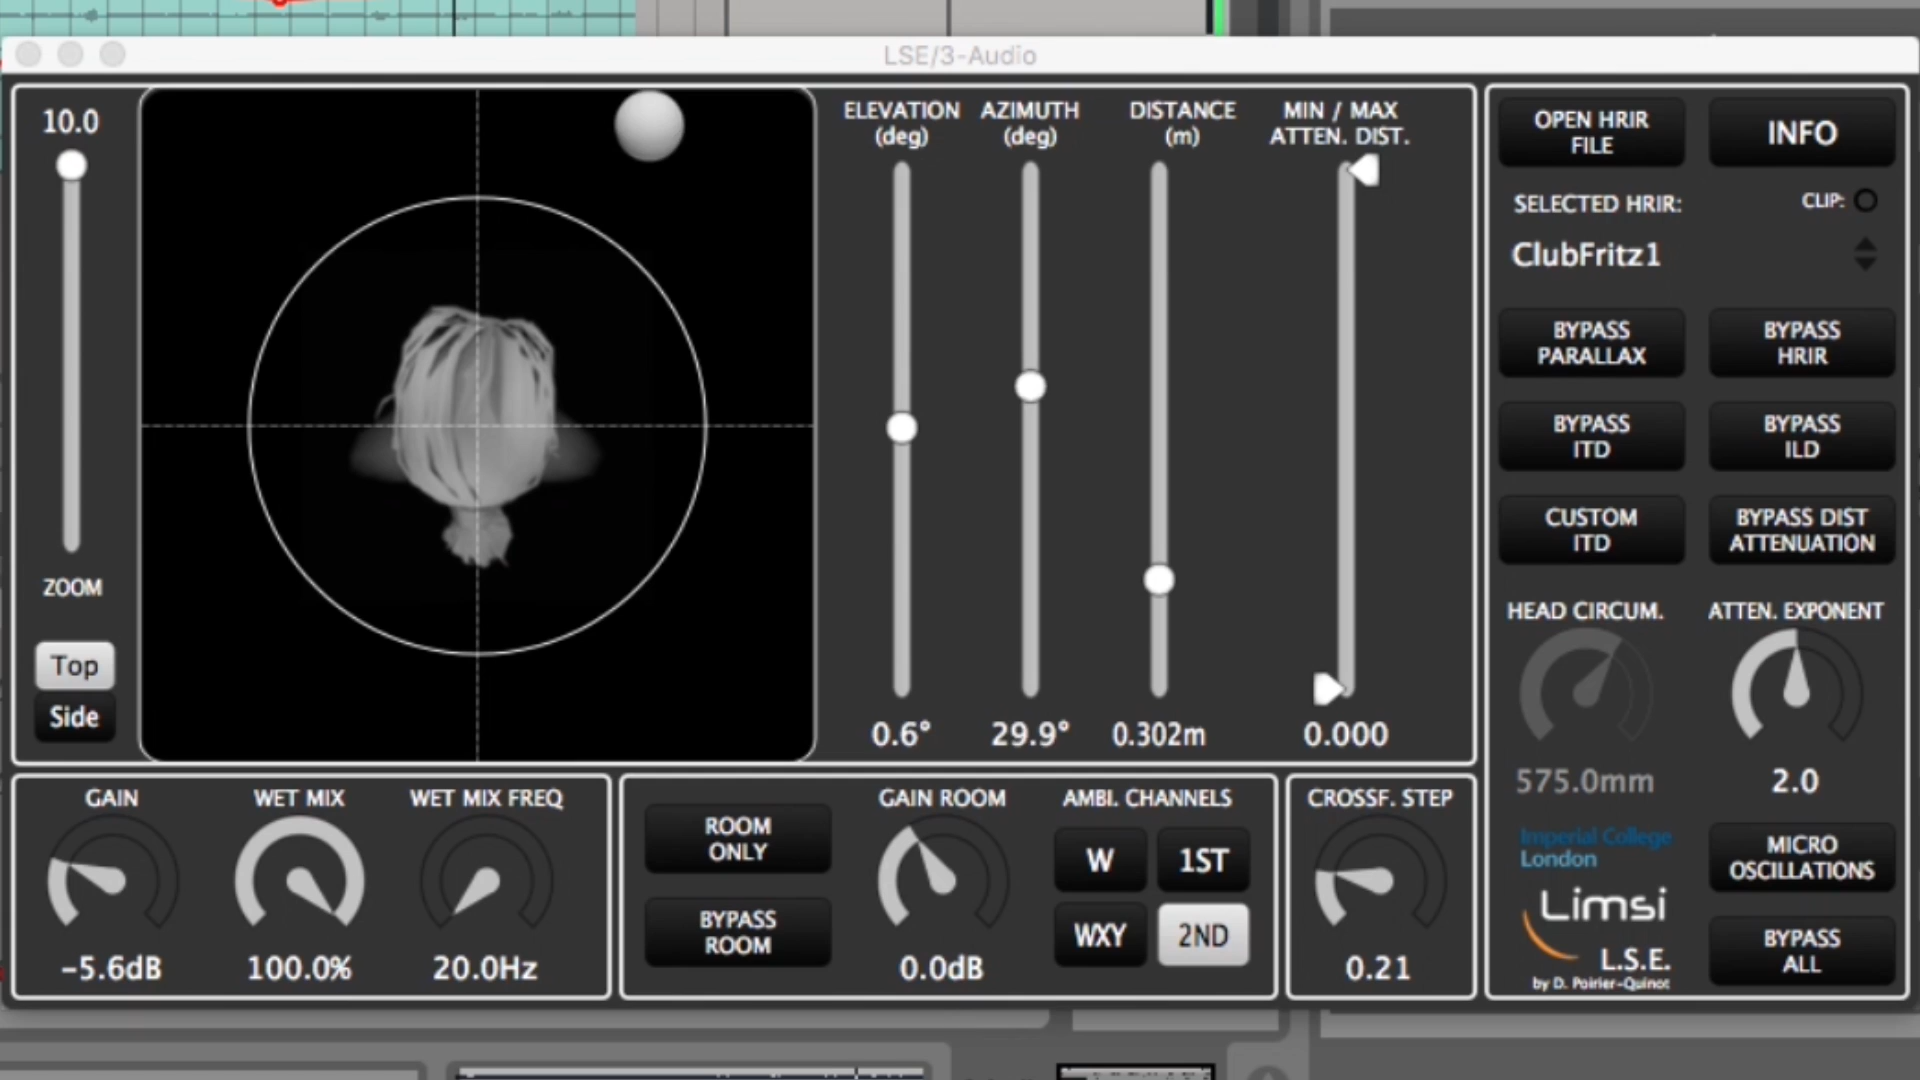 LSE/3-Audio
10.0
ZOOM
Top
Side
ELEVATION
(deg)
0.6°
AZIMUTH
(deg)
29.9°
DISTANCE
(m)
0.302m
MIN / MAX
ATTEN. DIST.
0.000
OPEN HRIR
FILE
INFO
SELECTED HRIR:
CLIP:
ClubFritz1
BYPASS
PARALLAX
BYPASS
HRIR
BYPASS
ITD
BYPASS
ILD
CUSTOM
ITD
BYPASS DIST
ATTENUATION
HEAD CIRCUM.
575.0mm
ATTEN. EXPONENT
2.0
Imperial College
London
Limsi
L.S.E.
by D. Poirier-Quinot
MICRO
OSCILLATIONS
BYPASS
ALL
GAIN
-5.6dB
WET MIX
100.0%
WET MIX FREQ
20.0Hz
ROOM
ONLY
BYPASS
ROOM
GAIN ROOM
0.0dB
AMBI. CHANNELS
W
1ST
WXY
2ND
CROSSF. STEP
0.21